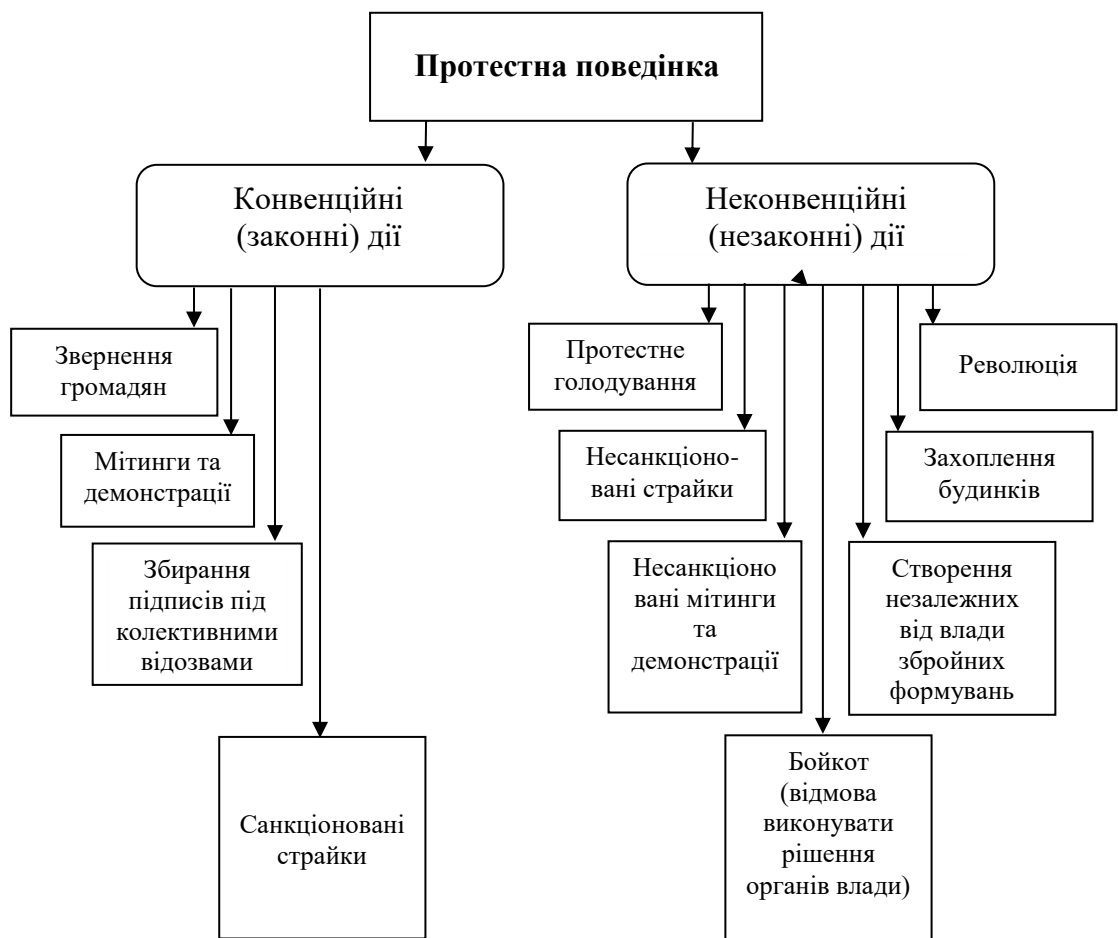 Протестна поведінка
Конвенційні
(законні) дії
Неконвенційні
(незаконні) дії
Звернення
громадян
Мітинги та
демонстрації
Збирання
підписів під
колективними
відозвами
Санкціоновані
страйки
Протестне
голодування
Несанкціоно-
вані страйки
Несанкціоно
вані мітинги
та
демонстрації
Бойкот
(відмова
виконувати
рішення
органів влади)
Створення
незалежних
від влади
збройних
формувань
Захоплення
будинків
Революція